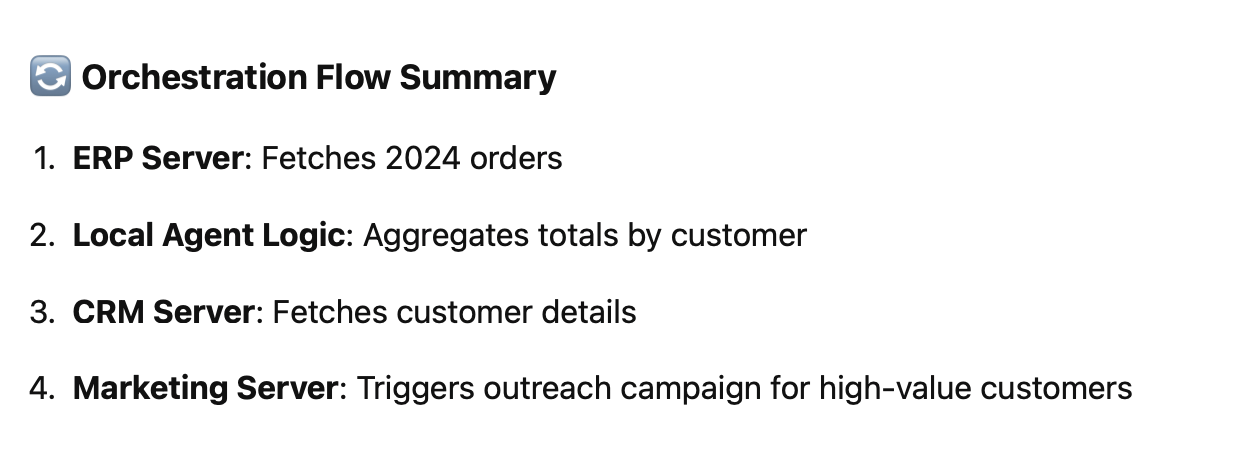 🔄 Orchestration Flow Summary
1. ERP Server: Fetches 2024 orders
2. Local Agent Logic: Aggregates totals by customer
3. CRM Server: Fetches customer details
4. Marketing Server: Triggers outreach campaign for high-value customers